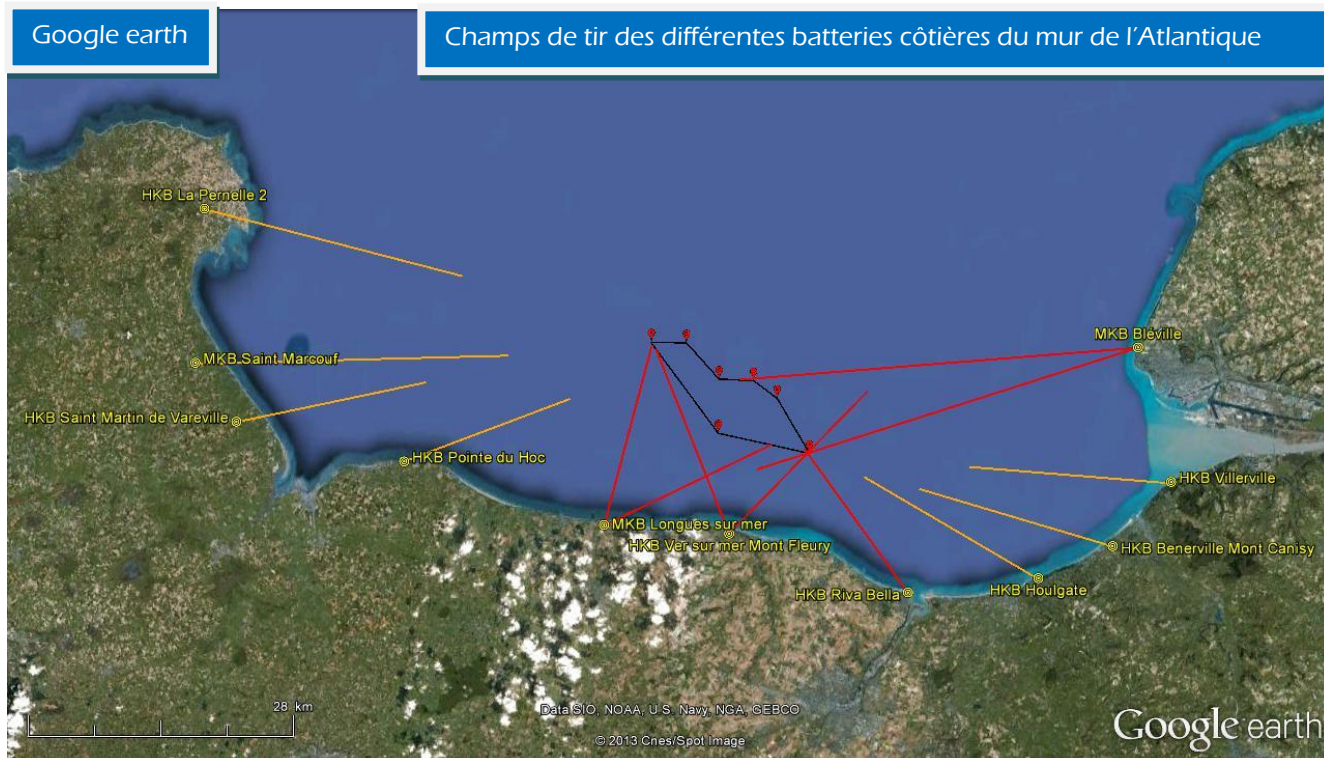 Google earth
Champs de tir des différentes batteries côtières du mur de l'Atlantique
HKB La Pernelle 2
MKB Saint Marcouf
MKB Bléville
HKB Saint Martin de Vareville
HKB Pointe du Hoc
HKB Villerville
MKB Longues sur mer
HKB Ver sur mer Mont Fleury
HKB Benerville Mont Canisy
HKB Houlgate
HKB Riva Bella
28 km
Data SIO, NOAA, U.S. Navy, NGA, GEBCO
© 2013 Cnes/Spot Image
Google earth